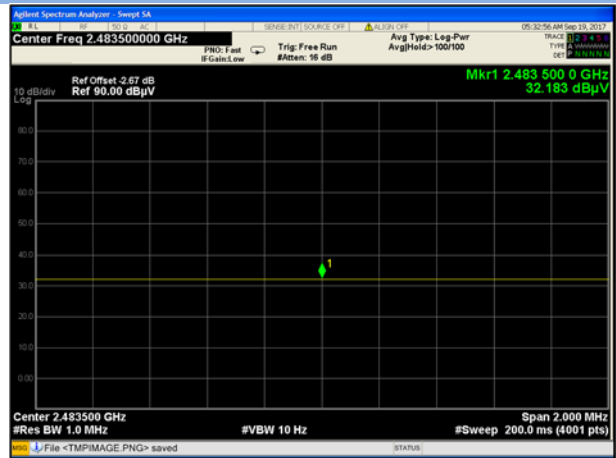 Agilent Spectrum Analyzer - Swept SA
RL RF 50 Ω AC SENSE:INT SOURCE OFF ALIGN OFF 05:32:56 AM Sep 19, 2017
Center Freq 2.483500000 GHz
PNO: Fast
IFGain:Low
Trig: Free Run
#Atten: 16 dB
Avg Type: Log-Pwr
Avg|Hold:> 100/100
TRACE 1 2 3 4 5 6
TYPE A WWWWW
DET P N N N N N
Mkr1 2.483 500 0 GHz
32.183 dBµV
Ref Offset -2.67 dB
10 dB/div Ref 90.00 dBµV
Log
80.0
70.0
60.0
50.0
40.0
1
30.0
20.0
10.0
0.00
Center 2.483500 GHz Span 2.000 MHz
#Res BW 1.0 MHz #VBW 10 Hz #Sweep 200.0 ms (4001 pts)
MSG File <TMPIMAGE.PNG> saved STATUS